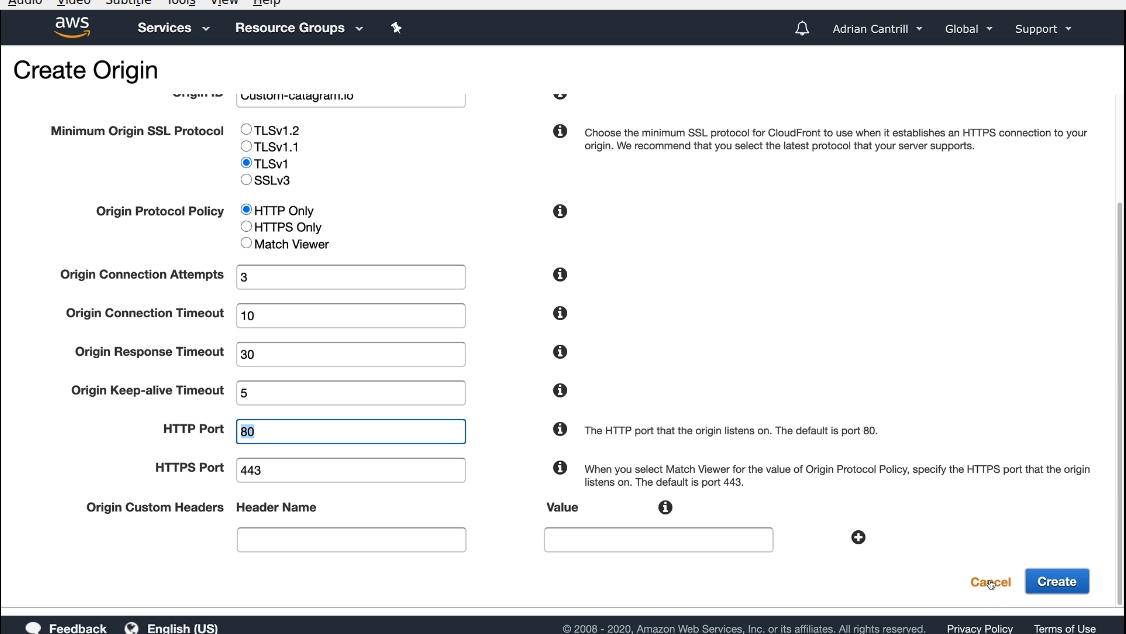 Audio Video Subtitle Tools View Help
aws Services Resource Groups Adrian Cantrill Global Support
Create Origin
Origin ID Custom-catagram.io
Minimum Origin SSL Protocol
TLSv1.2
TLSv1.1
TLSv1
SSLv3
Choose the minimum SSL protocol for CloudFront to use when it establishes an HTTPS connection to your
origin. We recommend that you select the latest protocol that your server supports.
Origin Protocol Policy
HTTP Only
HTTPS Only
Match Viewer
Origin Connection Attempts 3
Origin Connection Timeout 10
Origin Response Timeout 30
Origin Keep-alive Timeout 5
HTTP Port 80 The HTTP port that the origin listens on. The default is port 80.
HTTPS Port 443
When you select Match Viewer for the value of Origin Protocol Policy, specify the HTTPS port that the origin
listens on. The default is port 443.
Origin Custom Headers Header Name Value
Cancel Create
Feedback English (US) © 2008 - 2020, Amazon Web Services, Inc. or its affiliates. All rights reserved. Privacy Policy Terms of Use